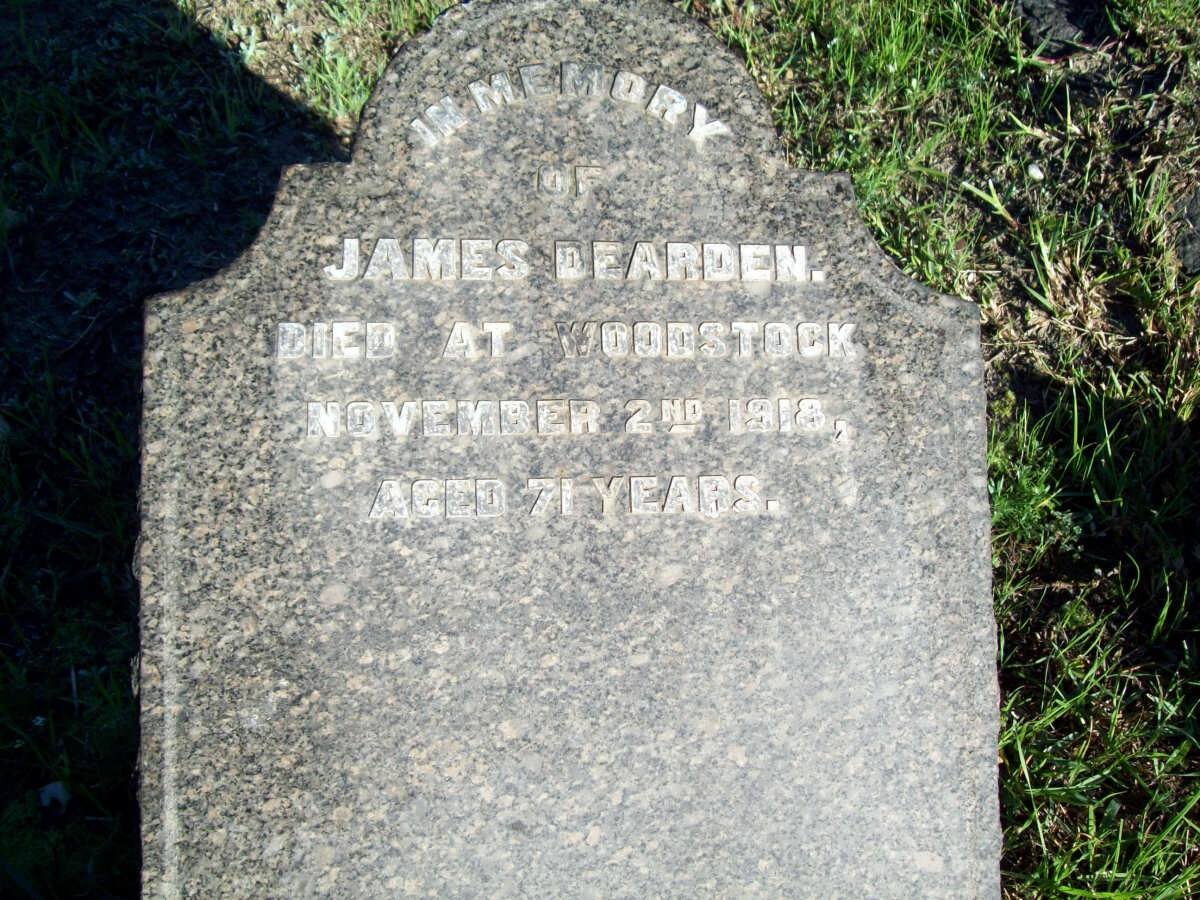 IN MEMORY
OF
JAMES DEARDEN.
DIED AT WOODSTOCK
NOVEMBER 2ND 1918,
AGED 71 YEARS.